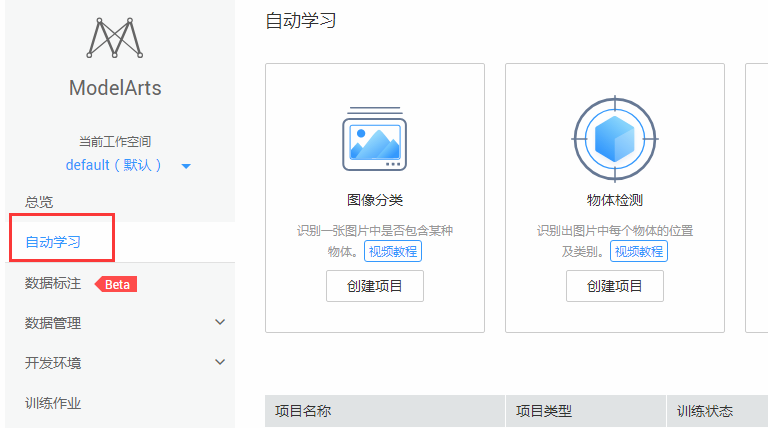 ModelArts
当前工作空间
default（默认）
总览
自动学习
数据标注 Beta
数据管理
开发环境
训练作业
自动学习
图像分类
识别一张图片中是否包含某种
物体。 视频教程
创建项目
物体检测
识别出图片中每个物体的位置
及类别。 视频教程
创建项目
项目名称 项目类型 训练状态